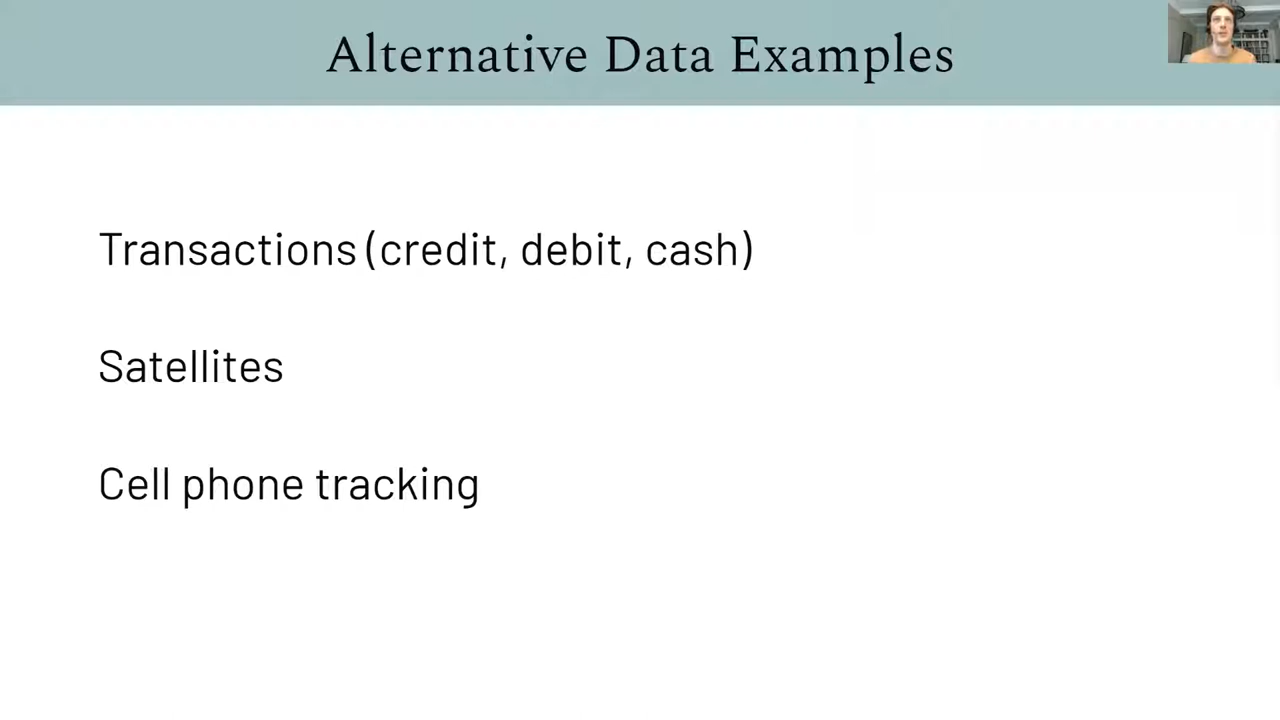 Alternative Data Examples
Transactions (credit, debit, cash)
Satellites
Cell phone tracking